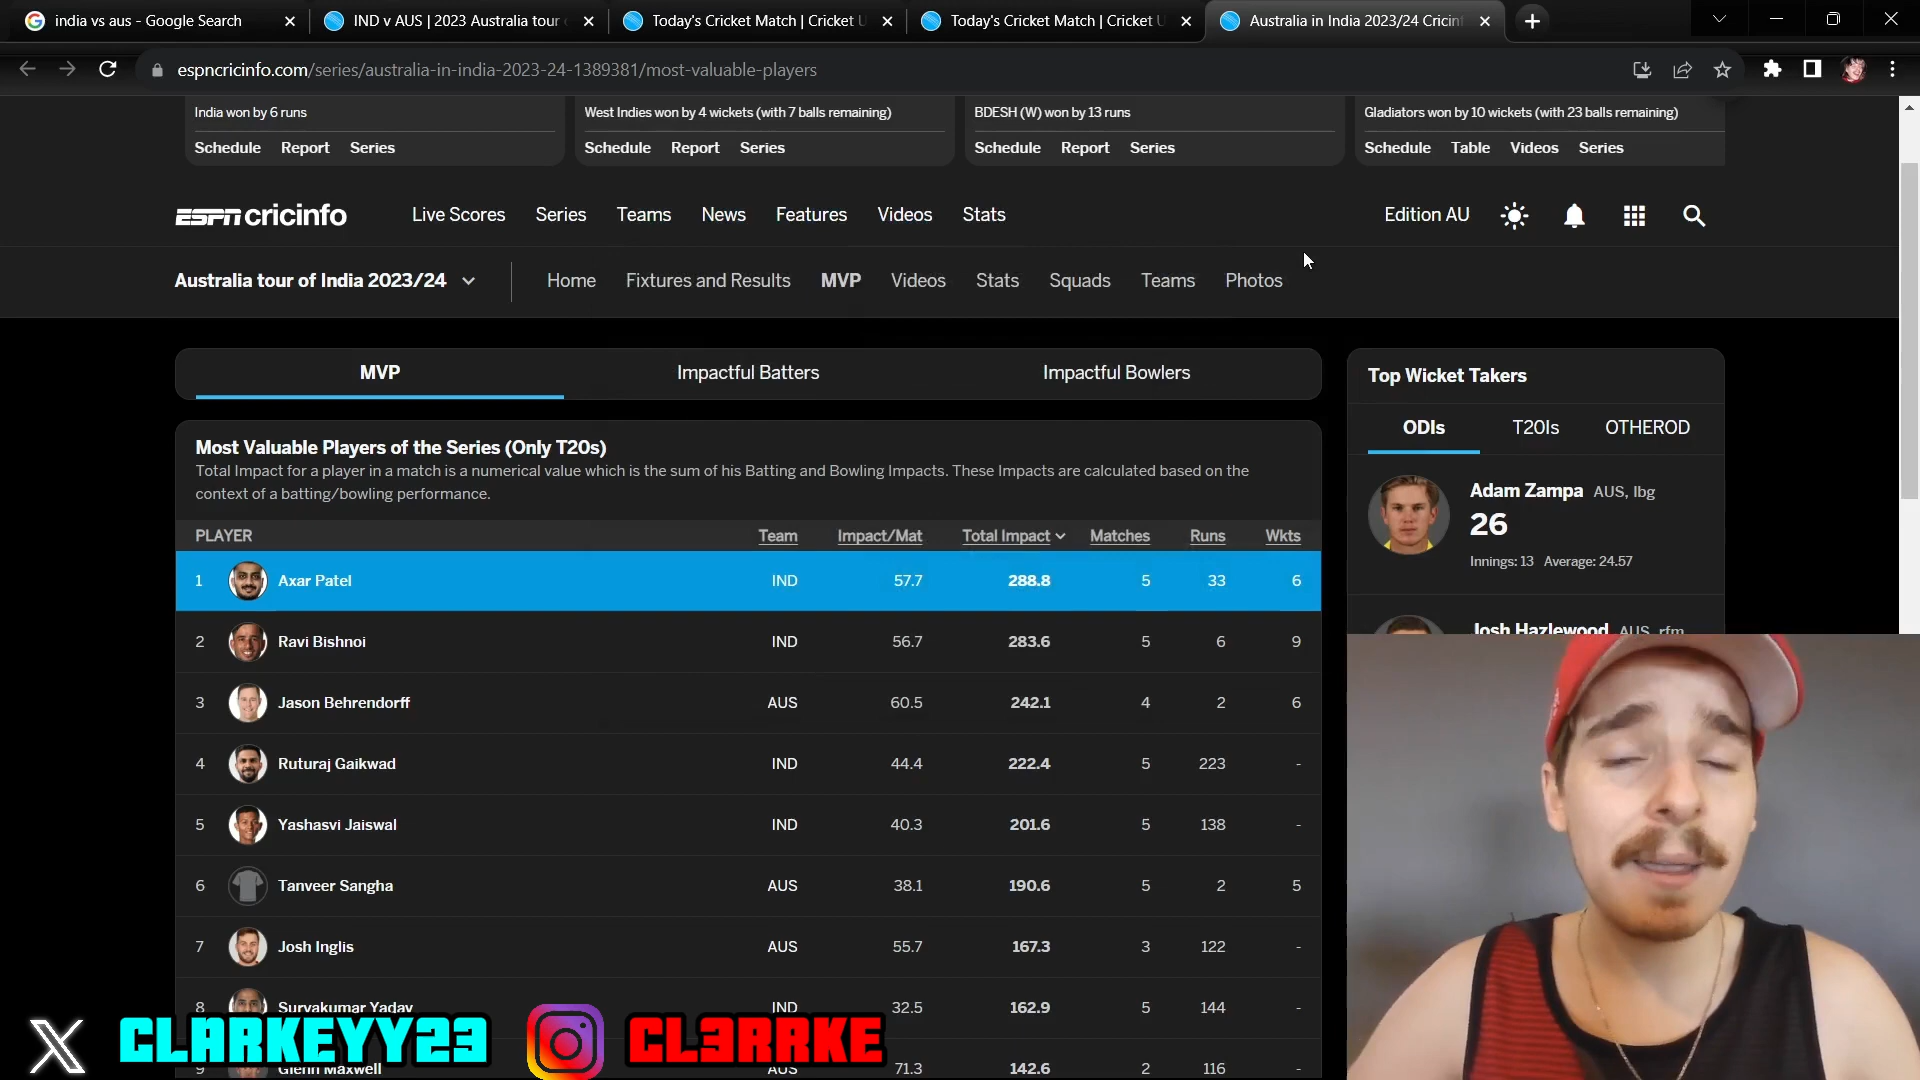 india vs aus - Google Search
IND v AUS | 2023 Australia tour
Today's Cricket Match | Cricket U
Today's Cricket Match | Cricket U
Australia in India 2023/24 Cricinf
espncricinfo.com/series/australia-in-india-2023-24-1389381/most-valuable-players
India won by 6 runs
West Indies won by 4 wickets (with 7 balls remaining)
BDESH (W) won by 13 runs
Gladiators won by 10 wickets (with 23 balls remaining)
Schedule Report Series
Schedule Report Series
Schedule Report Series
Schedule Table Videos Series
ESPN cricinfo
Live Scores Series Teams News Features Videos Stats
Edition AU
Australia tour of India 2023/24
Home Fixtures and Results MVP Videos Stats Squads Teams Photos
MVP Impactful Batters Impactful Bowlers
Most Valuable Players of the Series (Only T20s)
Total Impact for a player in a match is a numerical value which is the sum of his Batting and Bowling Impacts. These Impacts are calculated based on the
context of a batting/bowling performance.
PLAYER Team Impact/Mat Total Impact Matches Runs Wkts
1 Axar Patel IND 57.7 288.8 5 33 6
2 Ravi Bishnoi IND 56.7 283.6 5 6 9
3 Jason Behrendorff AUS 60.5 242.1 4 2 6
4 Ruturaj Gaikwad IND 44.4 222.4 5 223 -
5 Yashasvi Jaiswal IND 40.3 201.6 5 138 -
6 Tanveer Sangha AUS 38.1 190.6 5 2 5
7 Josh Inglis AUS 55.7 167.3 3 122 -
8 Suryakumar Yadav IND 32.5 162.9 5 144 -
9 Glenn Maxwell AUS 71.3 142.6 2 116 -
Top Wicket Takers
ODIs T20Is OTHEROD
Adam Zampa AUS, lbg
26
Innings: 13 Average: 24.57
Josh Hazlewood AUS, rfm
CLARKEYY23
CL3RRKE